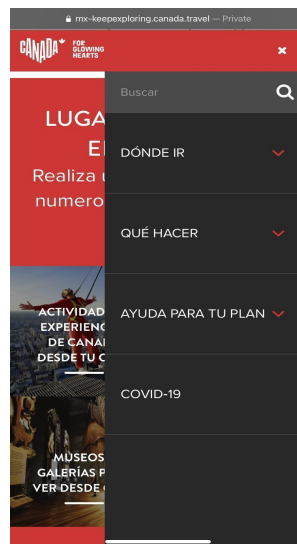 mx-keepexploring.canada.travel — Private
CANADA
FOR
GLOWING
HEARTS
Buscar
LUGA
E
DÓNDE IR
Realiza
numero
QUÉ HACER
ACTIVIDAD
EXPERIENC
DE CANA
DESDE TU
AYUDA PARA TU PLAN
COVID-19
MUSEOS
GALERÍAS P
VER DESDE